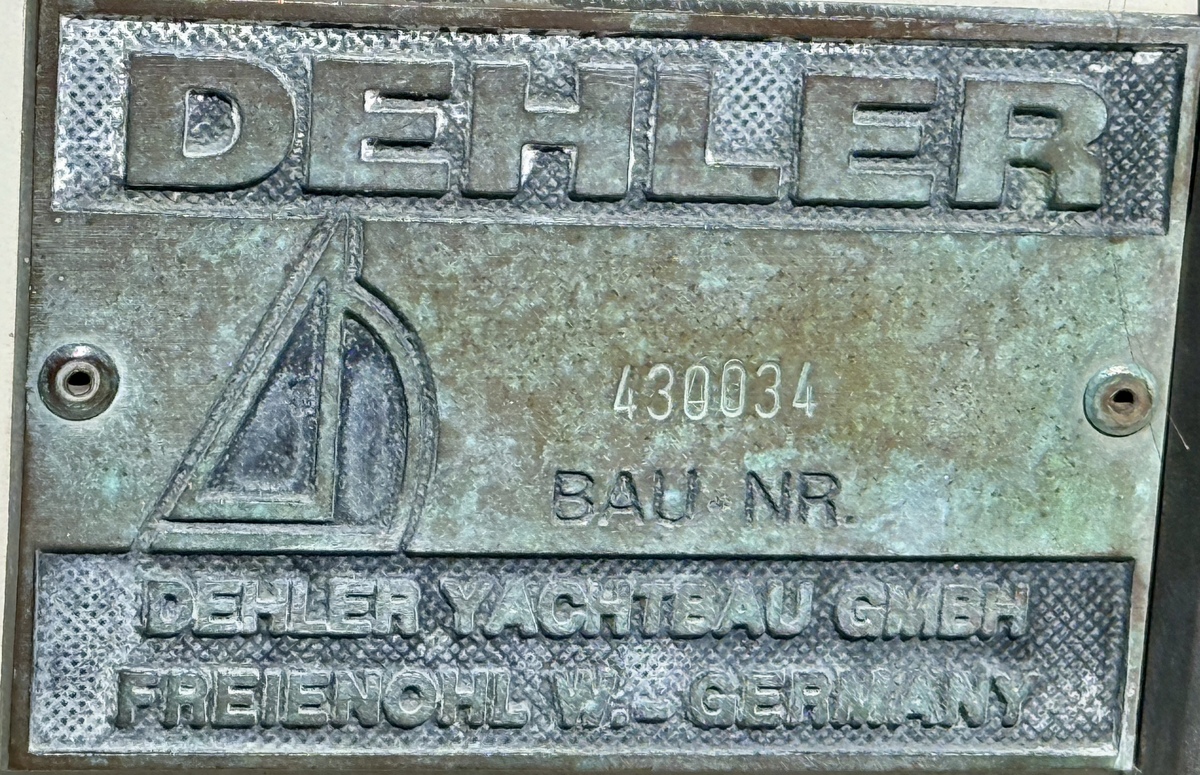 DEHLER
430034
BAU-NR.
DEHLER YACHTBAU GMBH
FREIENOHL W.-GERMANY